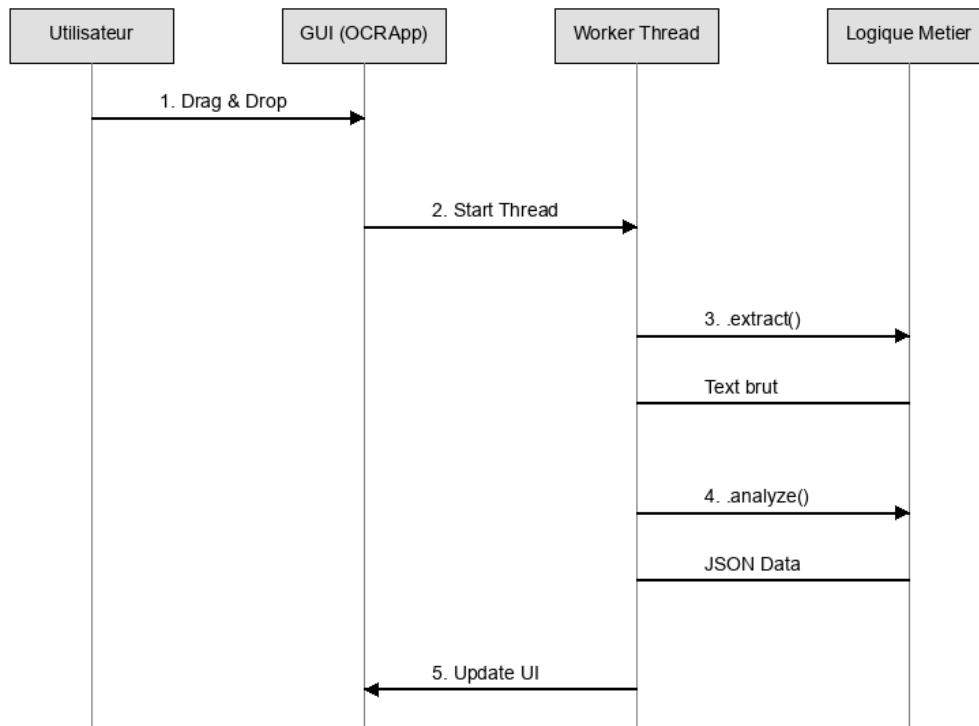 Utilisateur
GUI (OCRApp)
Worker Thread
Logique Metier
1. Drag & Drop
2. Start Thread
3. .extract()
Text brut
4. .analyze()
JSON Data
5. Update UI